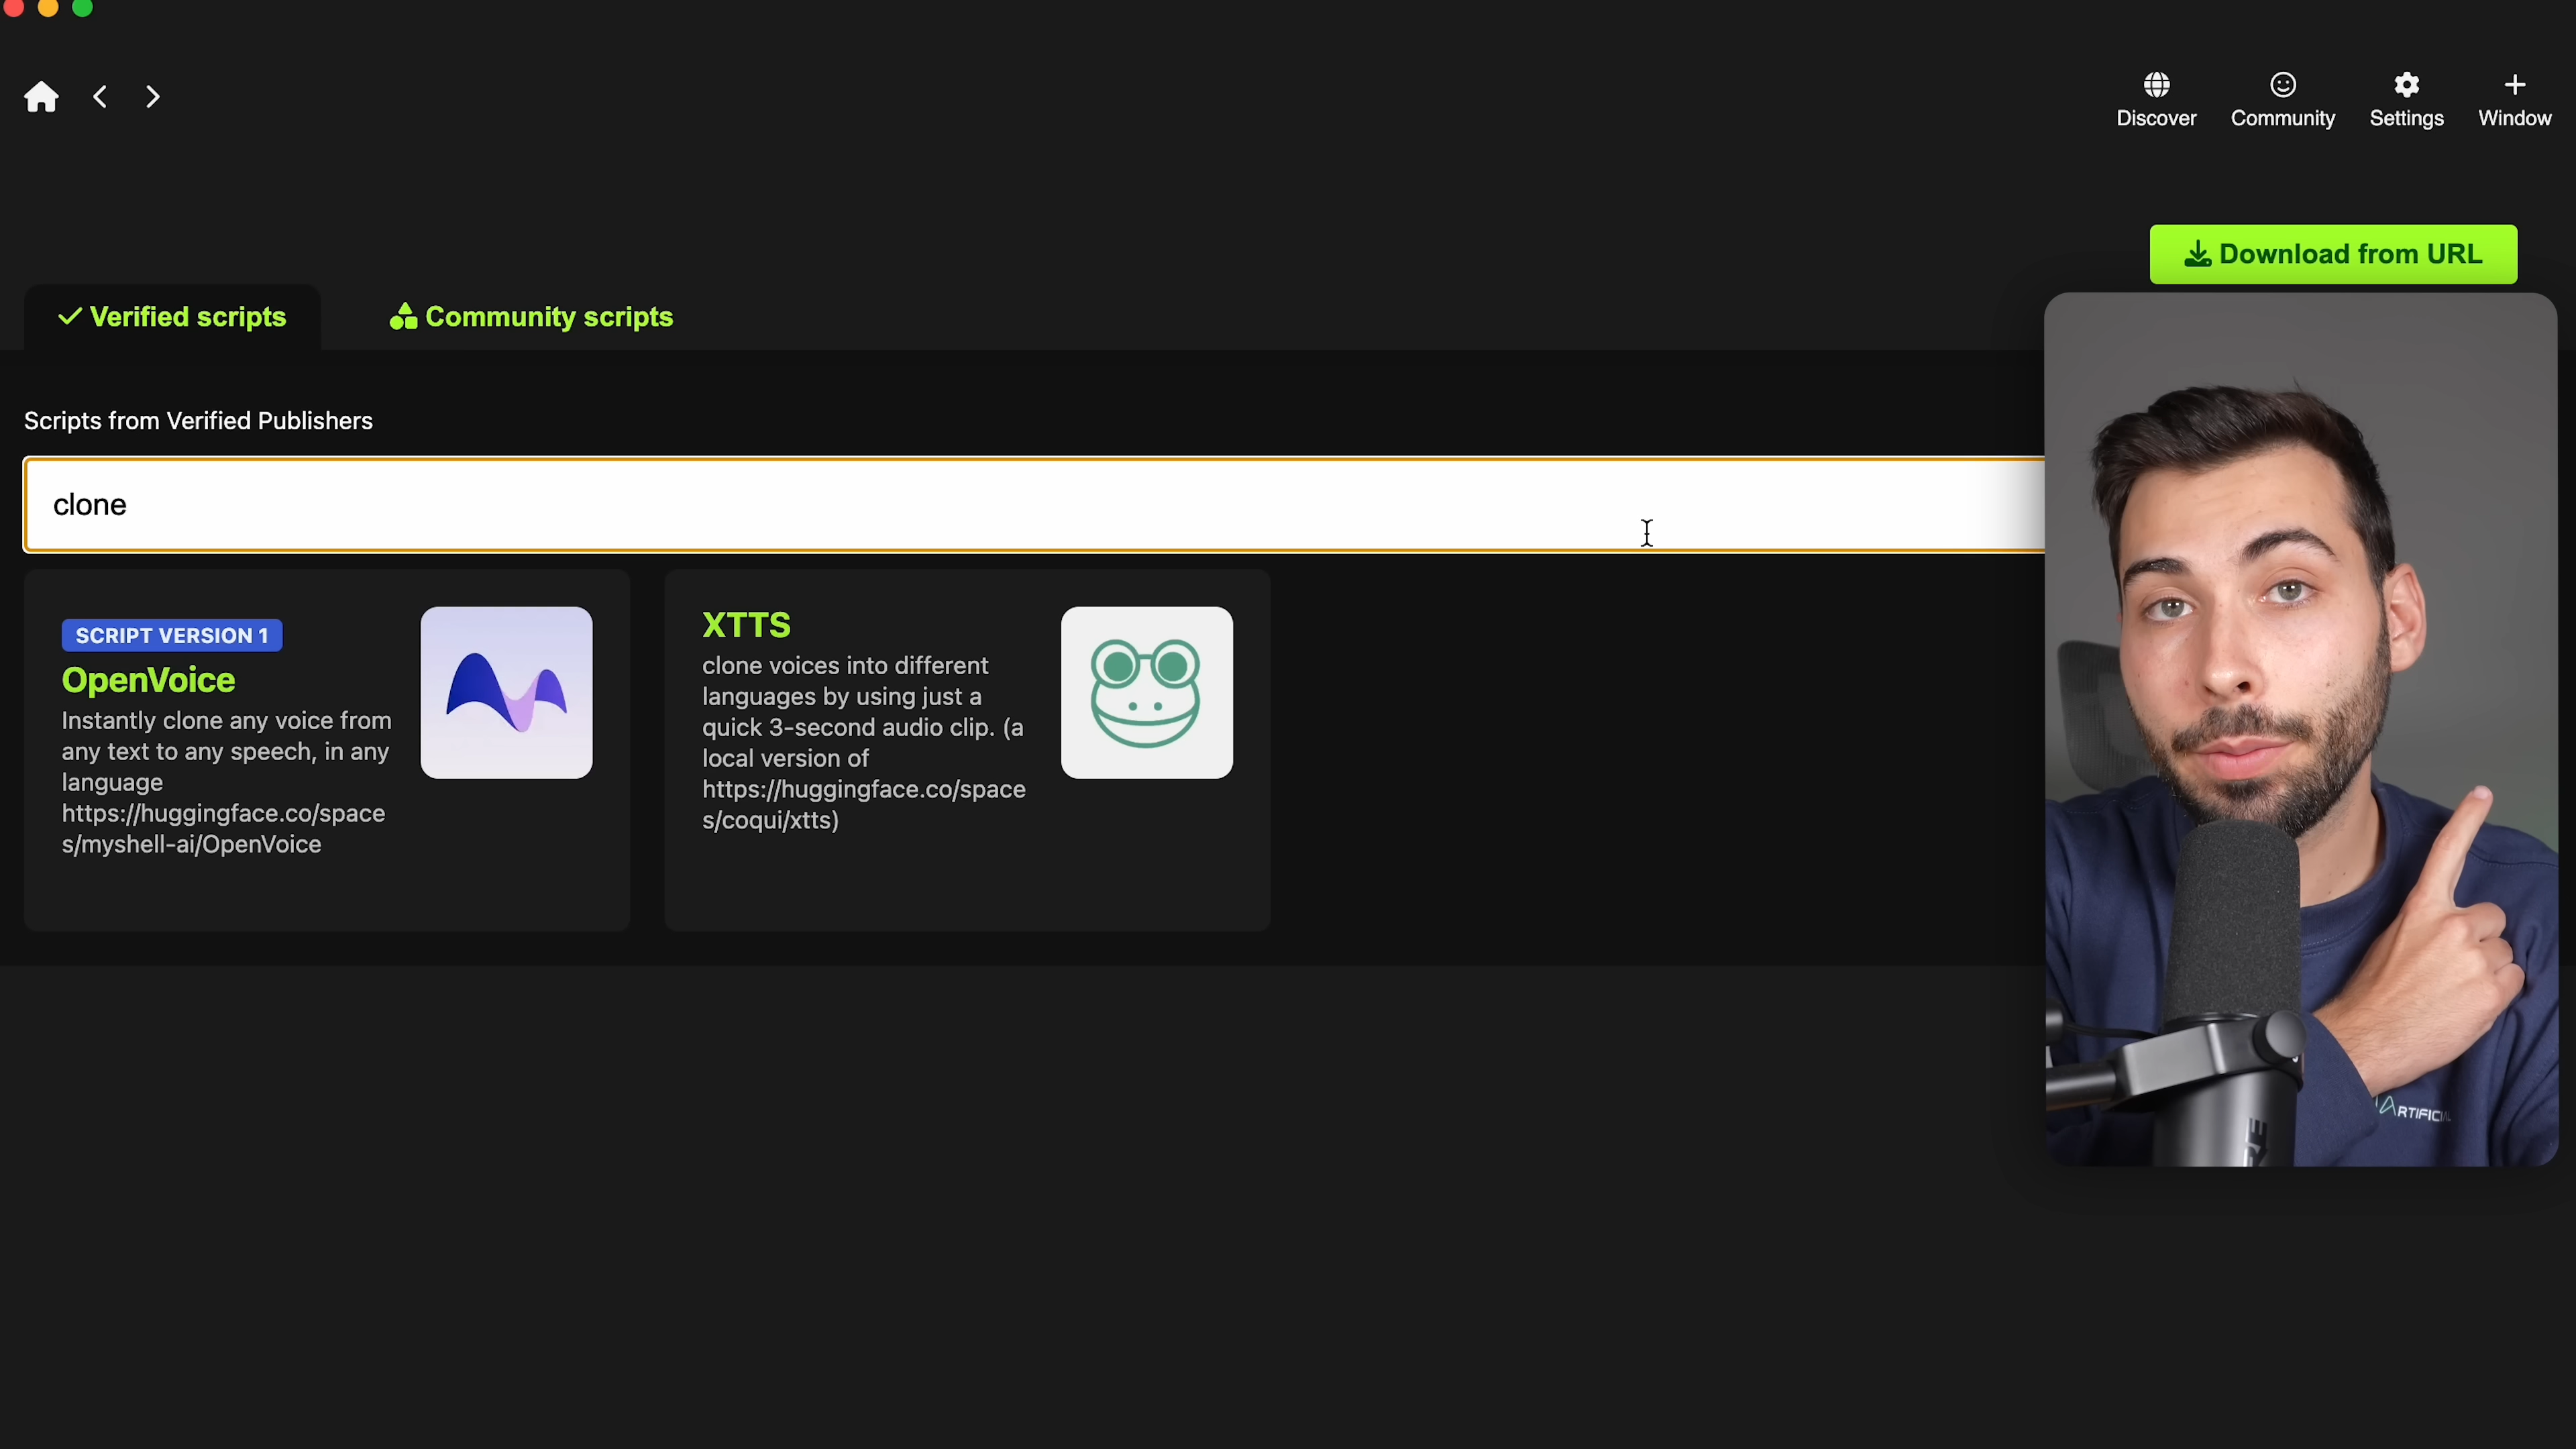 Discover
Community
Settings
Window
Download from URL
Verified scripts
Community scripts
Scripts from Verified Publishers
clone
SCRIPT VERSION 1
OpenVoice
Instantly clone any voice from
any text to any speech, in any
language
https://huggingface.co/space
s/myshell-ai/OpenVoice
XTTS
clone voices into different
languages by using just a
quick 3-second audio clip. (a
local version of
https://huggingface.co/space
s/coqui/xtts)